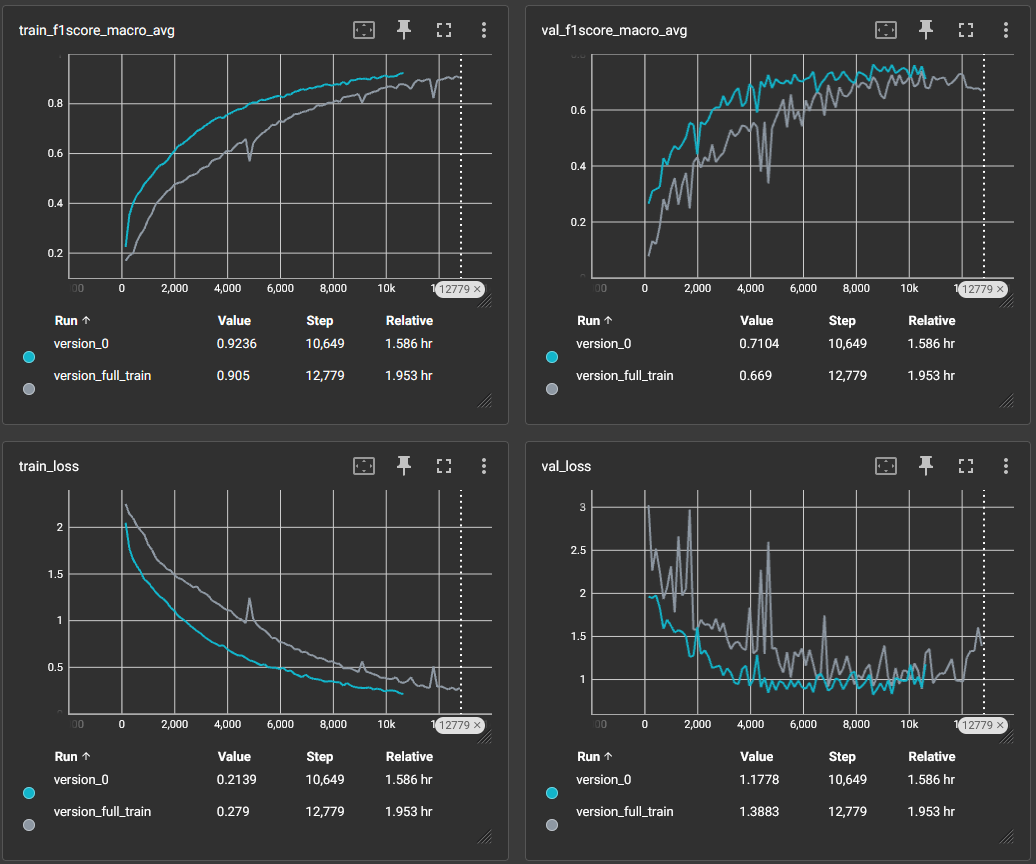 train_f1score_macro_avg
0.8
0.6
0.4
0.2
0 2,000 4,000 6,000 8,000 10k 12779 ×
Run ↑ Value Step Relative
version_0 0.9236 10,649 1.586 hr
version_full_train 0.905 12,779 1.953 hr
val_f1score_macro_avg
0.6
0.4
0.2
0 2,000 4,000 6,000 8,000 10k 12779 ×
Run ↑ Value Step Relative
version_0 0.7104 10,649 1.586 hr
version_full_train 0.669 12,779 1.953 hr
train_loss
2
1.5
1
0.5
0 2,000 4,000 6,000 8,000 10k 12779 ×
Run ↑ Value Step Relative
version_0 0.2139 10,649 1.586 hr
version_full_train 0.279 12,779 1.953 hr
val_loss
3
2.5
2
1.5
1
0 2,000 4,000 6,000 8,000 10k 12779 ×
Run ↑ Value Step Relative
version_0 1.1778 10,649 1.586 hr
version_full_train 1.3883 12,779 1.953 hr